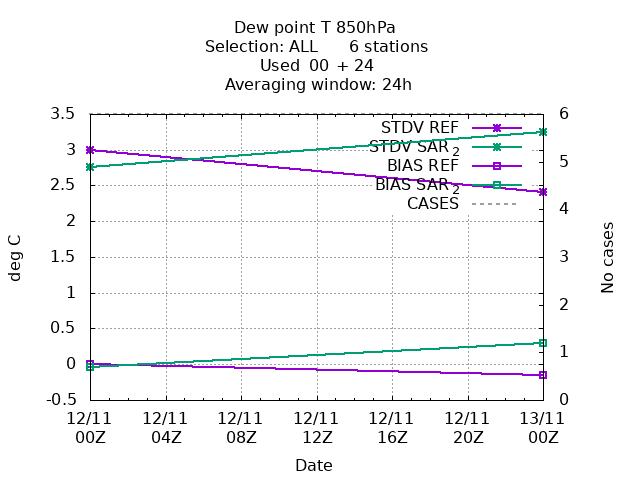 Dew point T 850hPa
Selection: ALL      6 stations
Used  00  + 24
Averaging window: 24h
3.5
3
2.5
2
1.5
1
0.5
0
-0.5
deg C
6
5
4
3
2
1
0
No cases
STDV REF
STDV SAR2
BIAS REF
BIAS SAR2
CASES
12/11 12/11 12/11 12/11 12/11 12/11 13/11
00Z 04Z 08Z 12Z 16Z 20Z 00Z
Date